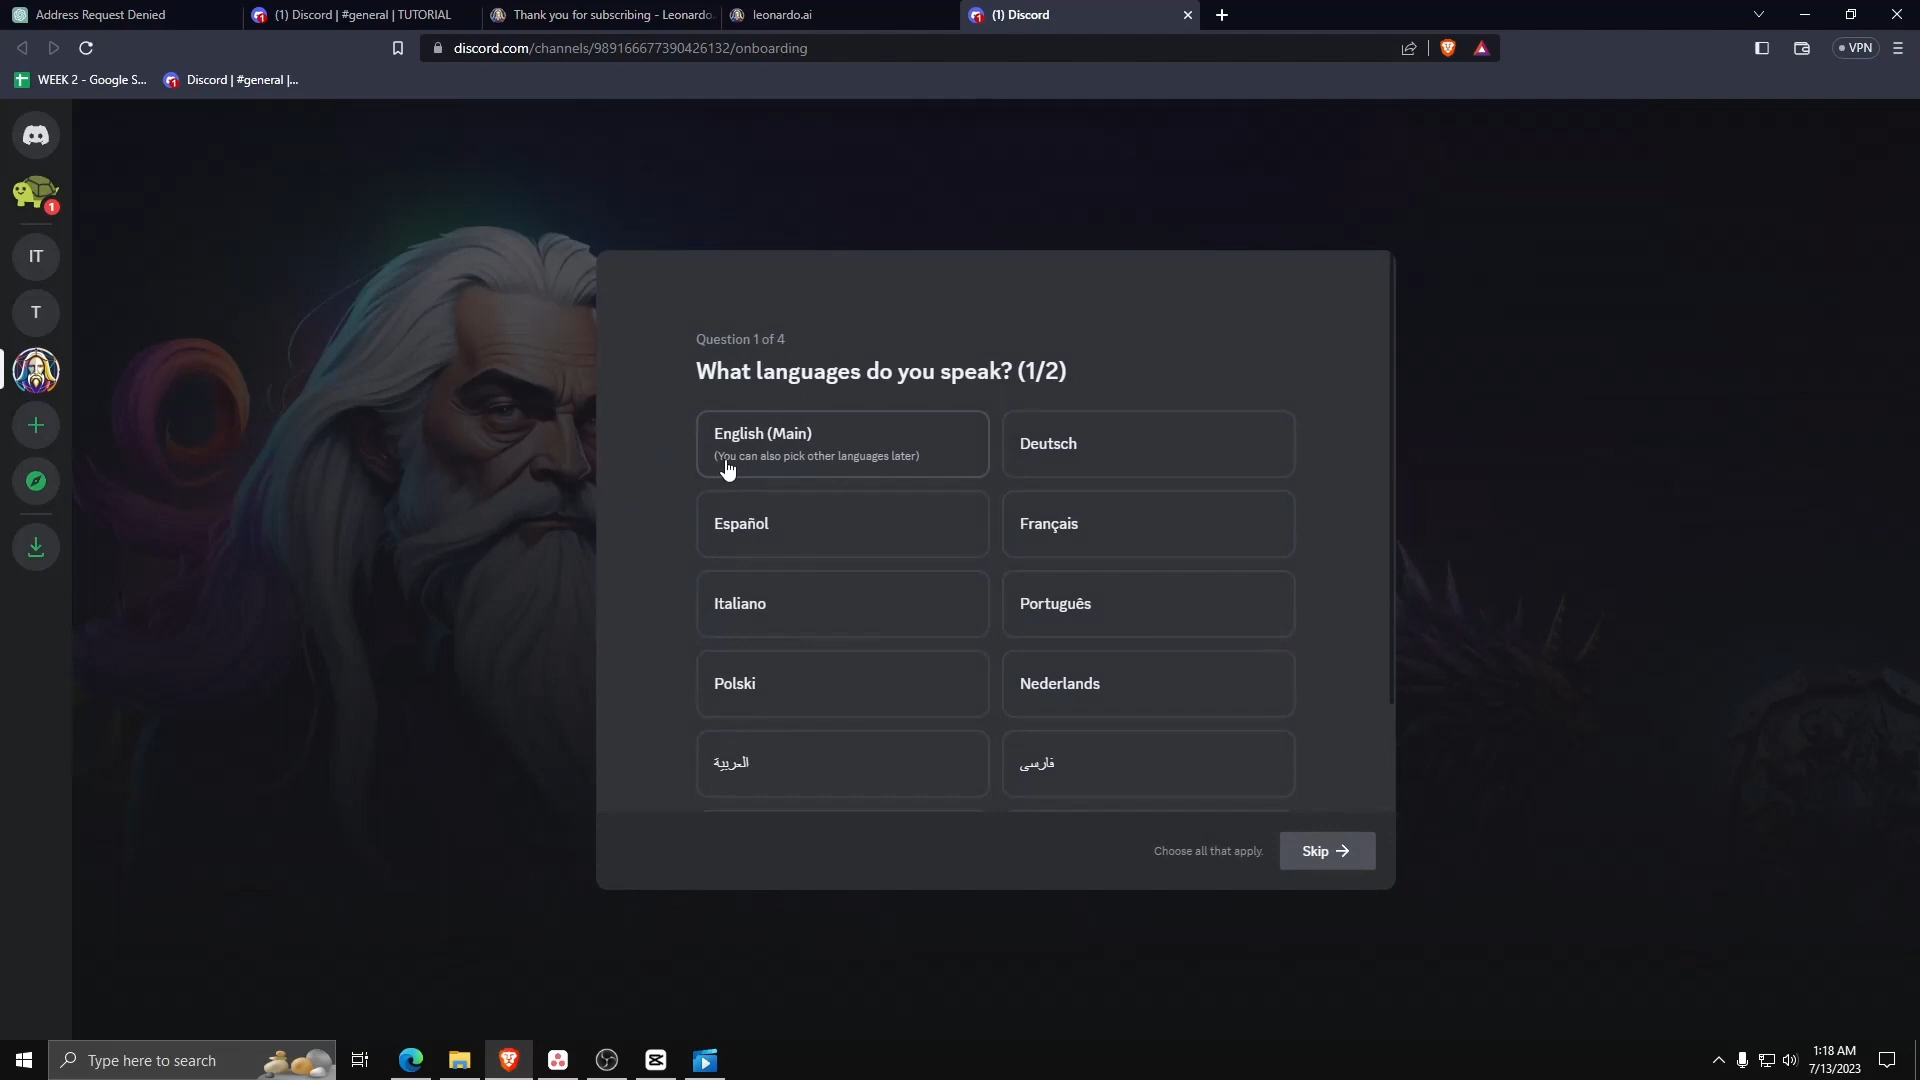 Address Request Denied
(1) Discord | #general | TUTORIAL
Thank you for subscribing - Leonardo.
leonardo.ai
(1) Discord
discord.com/channels/989166677390426132/onboarding
VPN
WEEK 2 - Google S...
Discord | #general |...
1
IT
T
Question 1 of 4
What languages do you speak? (1/2)
English (Main)
(You can also pick other languages later)
Deutsch
Español
Français
Italiano
Português
Polski
Nederlands
العربية
فارسی
Choose all that apply.
Skip
Type here to search
1:18 AM
7/13/2023